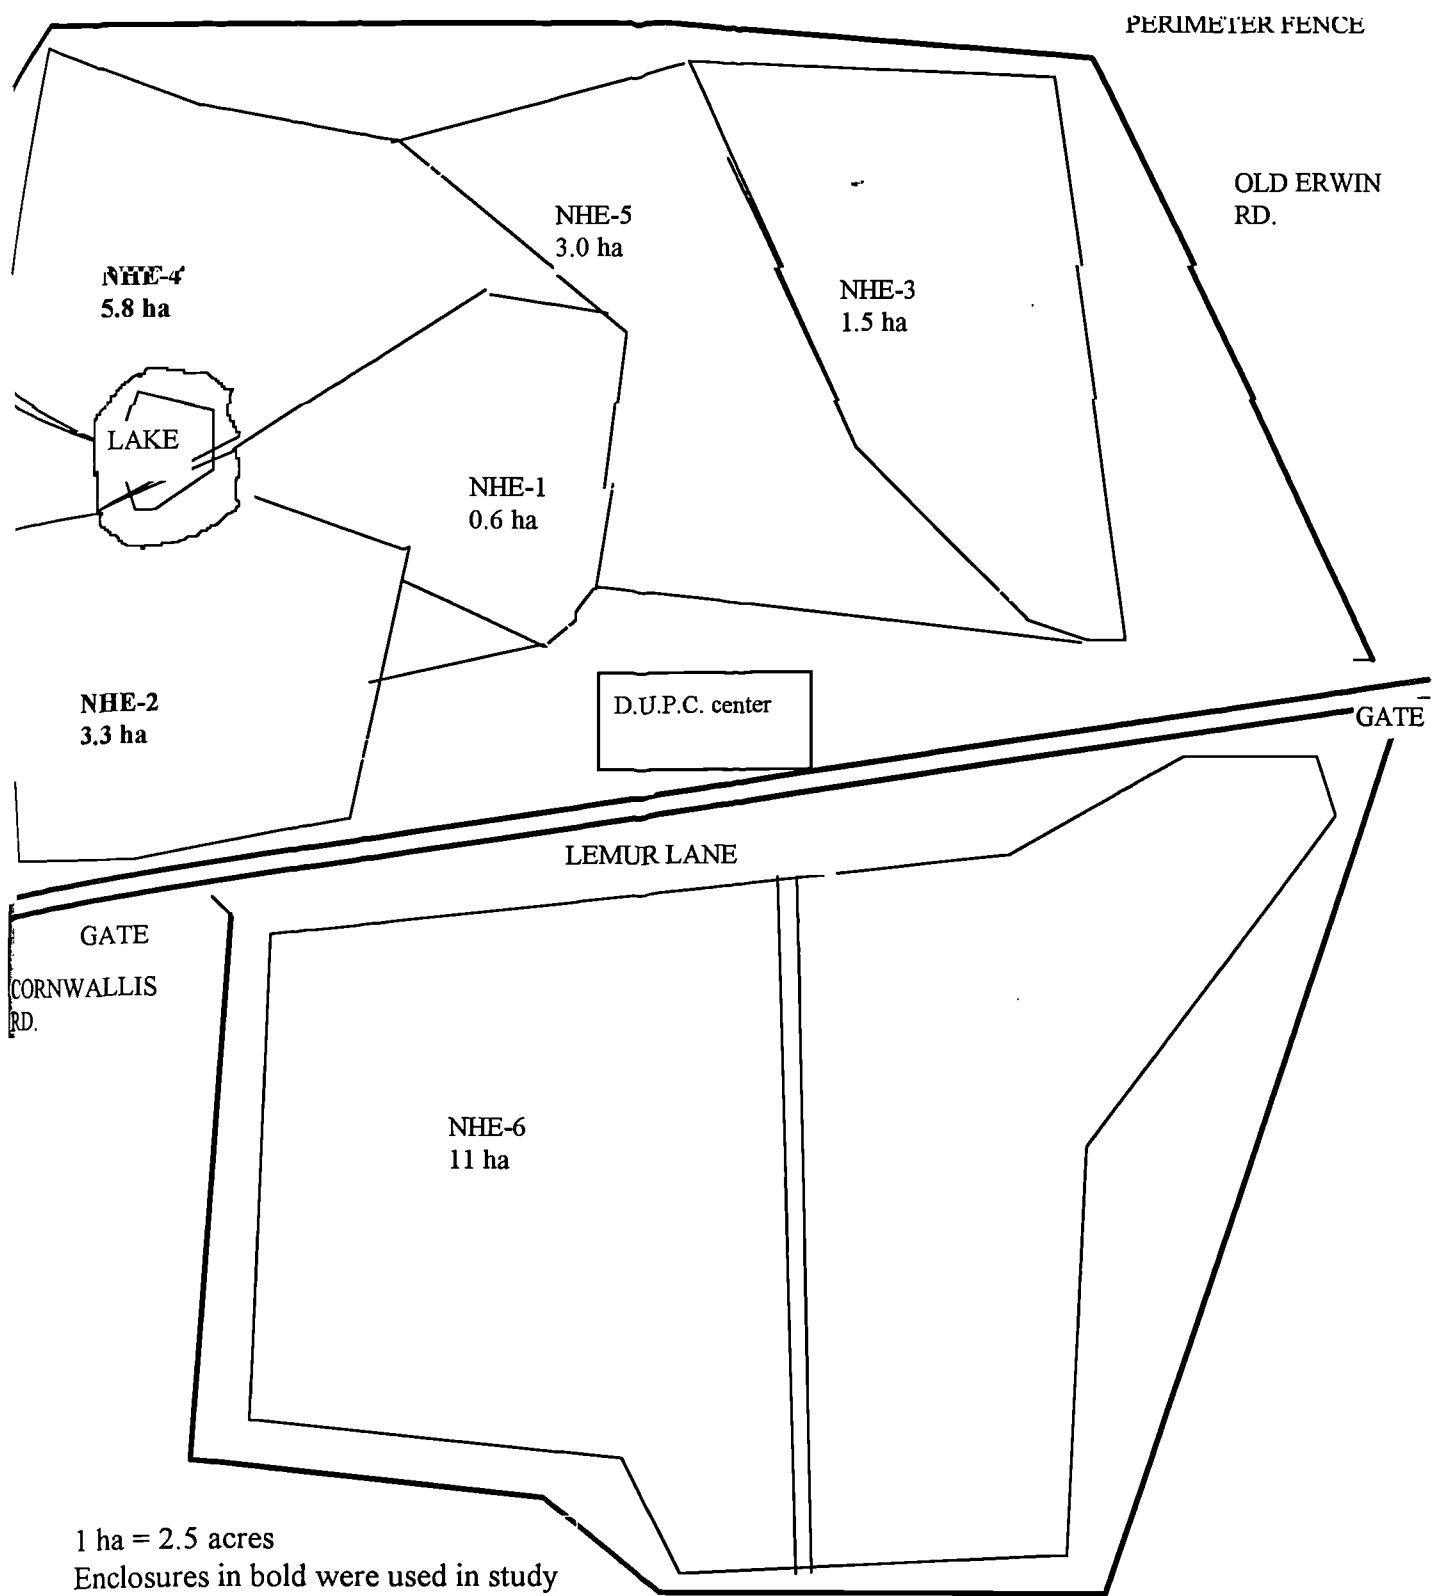 PERIMETER FENCE
OLD ERWIN
RD.
NHE-5
3.0 ha
NHE-4
5.8 ha
NHE-3
1.5 ha
LAKE
NHE-1
0.6 ha
NHE-2
3.3 ha
D.U.P.C. center
GATE
LEMUR LANE
GATE
CORNWALLIS
RD.
NHE-6
11 ha
1 ha = 2.5 acres
Enclosures in bold were used in study